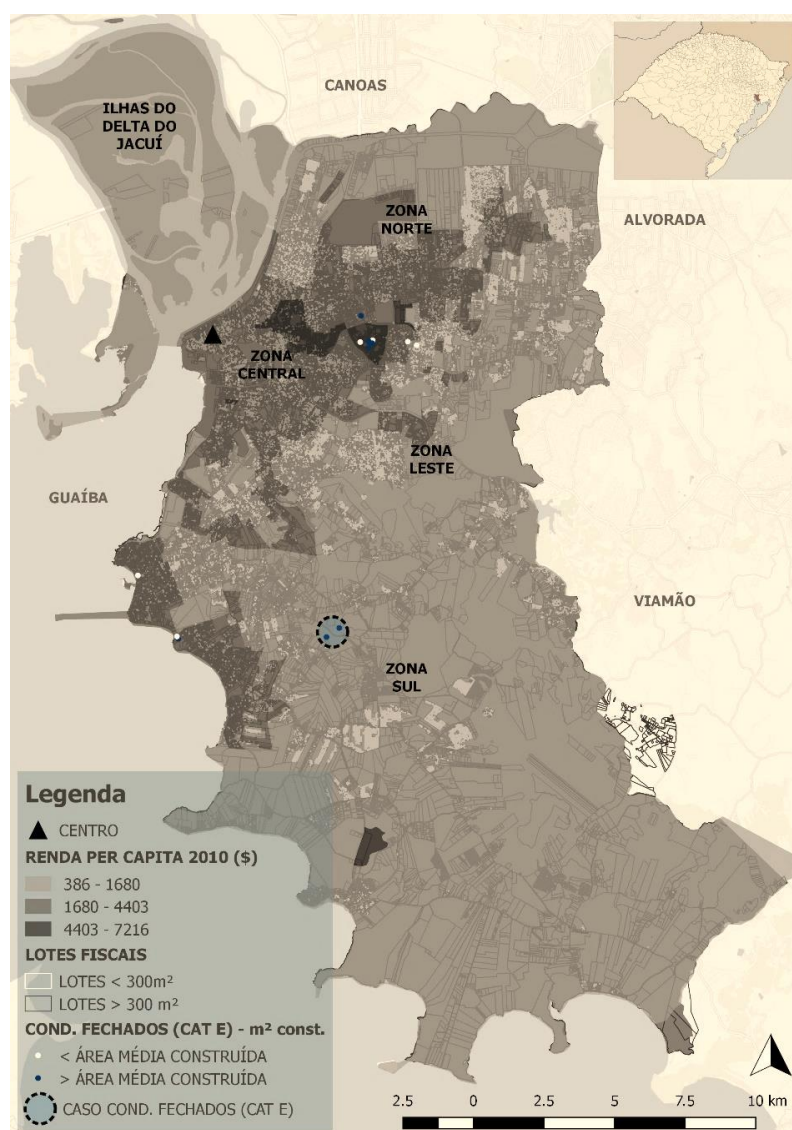 CANOAS
ILHAS DO
DELTA DO
JACUÍ
ZONA
NORTE
ALVORADA
ZONA
CENTRAL
ZONA
LESTE
GUAÍBA
VIAMÃO
ZONA
SUL
Legenda
CENTRO
RENDA PER CAPITA 2010 ($)
386 - 1680
1680 - 4403
4403 - 7216
LOTES FISCAIS
LOTES < 300m²
LOTES > 300 m²
COND. FECHADOS (CAT E) - m² const.
< ÁREA MÉDIA CONSTRUÍDA
> ÁREA MÉDIA CONSTRUÍDA
CASO COND. FECHADOS (CAT E)
2.5 0 2.5 5 7.5 10 km